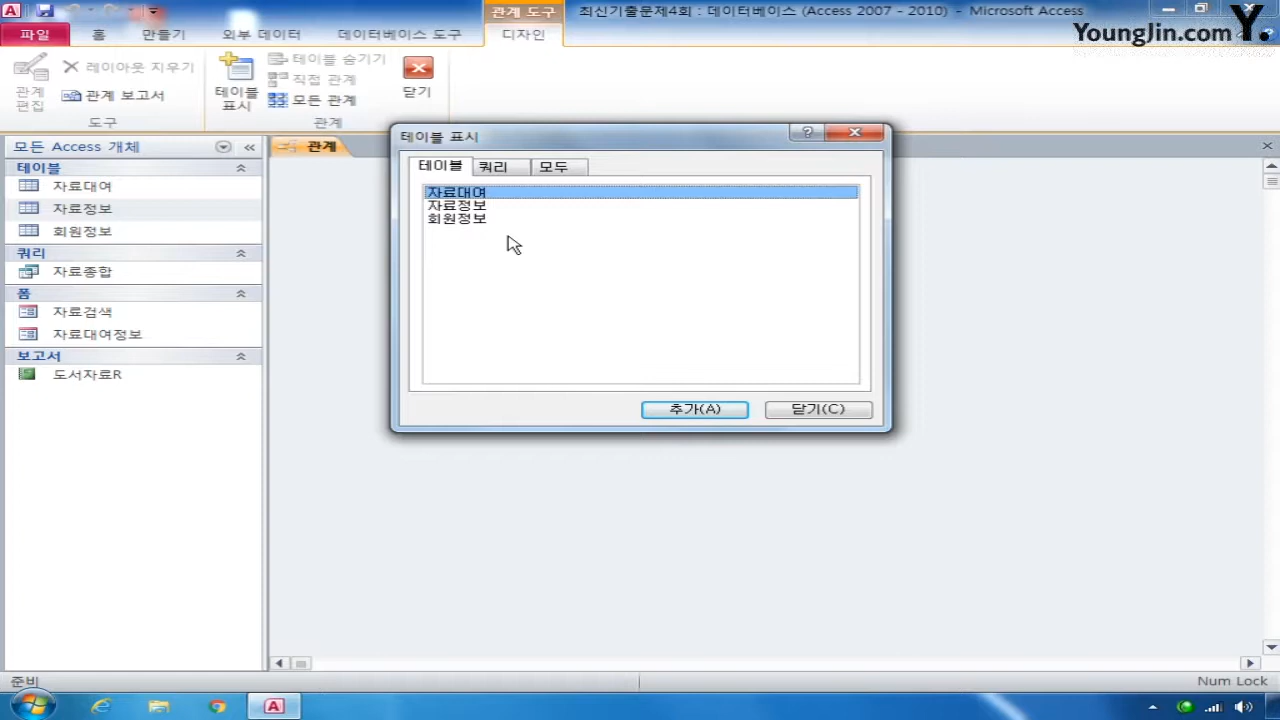 관계 도구
최신기출문제4회 : 데이터베이스 (Access 2007 - 2010) - Microsoft Access
YoungJin.com Y.
파일
홈
만들기
외부 데이터
데이터베이스 도구
디자인
관계
편집
레이아웃 지우기
관계 보고서
도구
테이블
표시
테이블 숨기기
직접 관계
모든 관계
관계
닫기
모든 Access 개체
테이블
자료대여
자료정보
회원정보
쿼리
자료종합
폼
자료검색
자료대여정보
보고서
도서자료R
관계
테이블 표시
테이블
쿼리
모두
자료대여
자료정보
회원정보
추가(A)
닫기(C)
준비
Num Lock